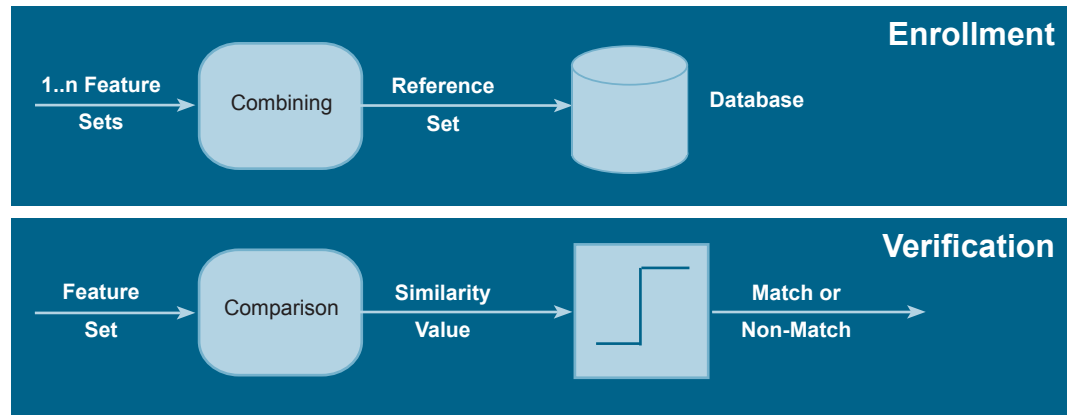 Enrollment
1..n Feature
Sets
Combining
Reference
Set
Database
Verification
Feature
Set
Comparison
Similarity
Value
Match or
Non-Match